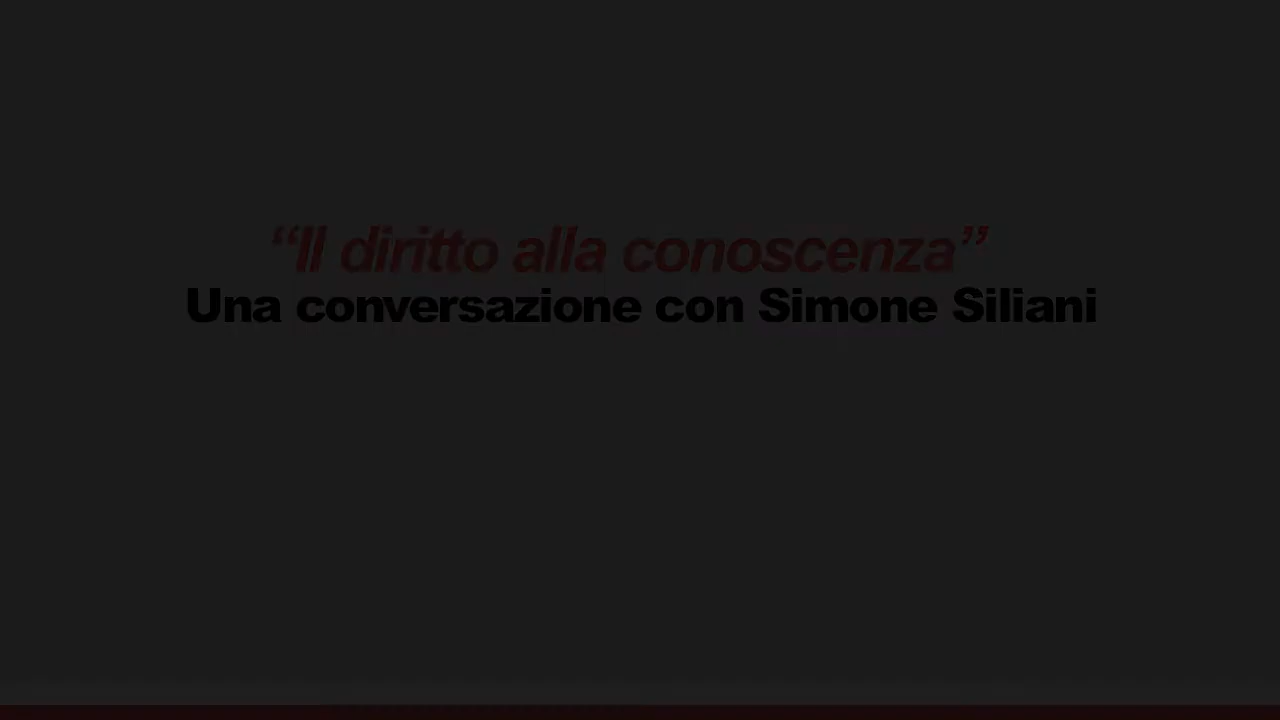 “Il diritto alla conoscenza”
Una conversazione con Simone Siliani